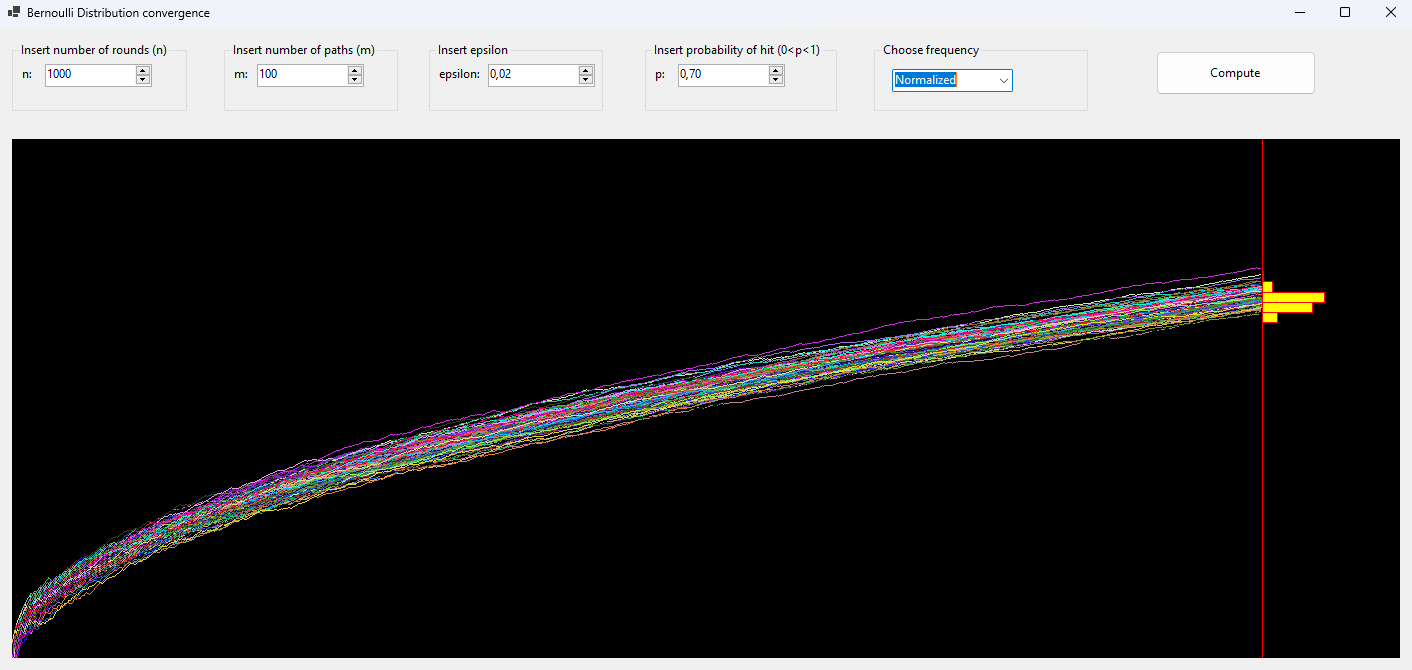 Bernoulli Distribution convergence
Insert number of rounds (n)
n: 1000
Insert number of paths (m)
m: 100
Insert epsilon
epsilon: 0,02
Insert probability of hit (0<p<1)
p: 0,70
Choose frequency
Normalized
Compute